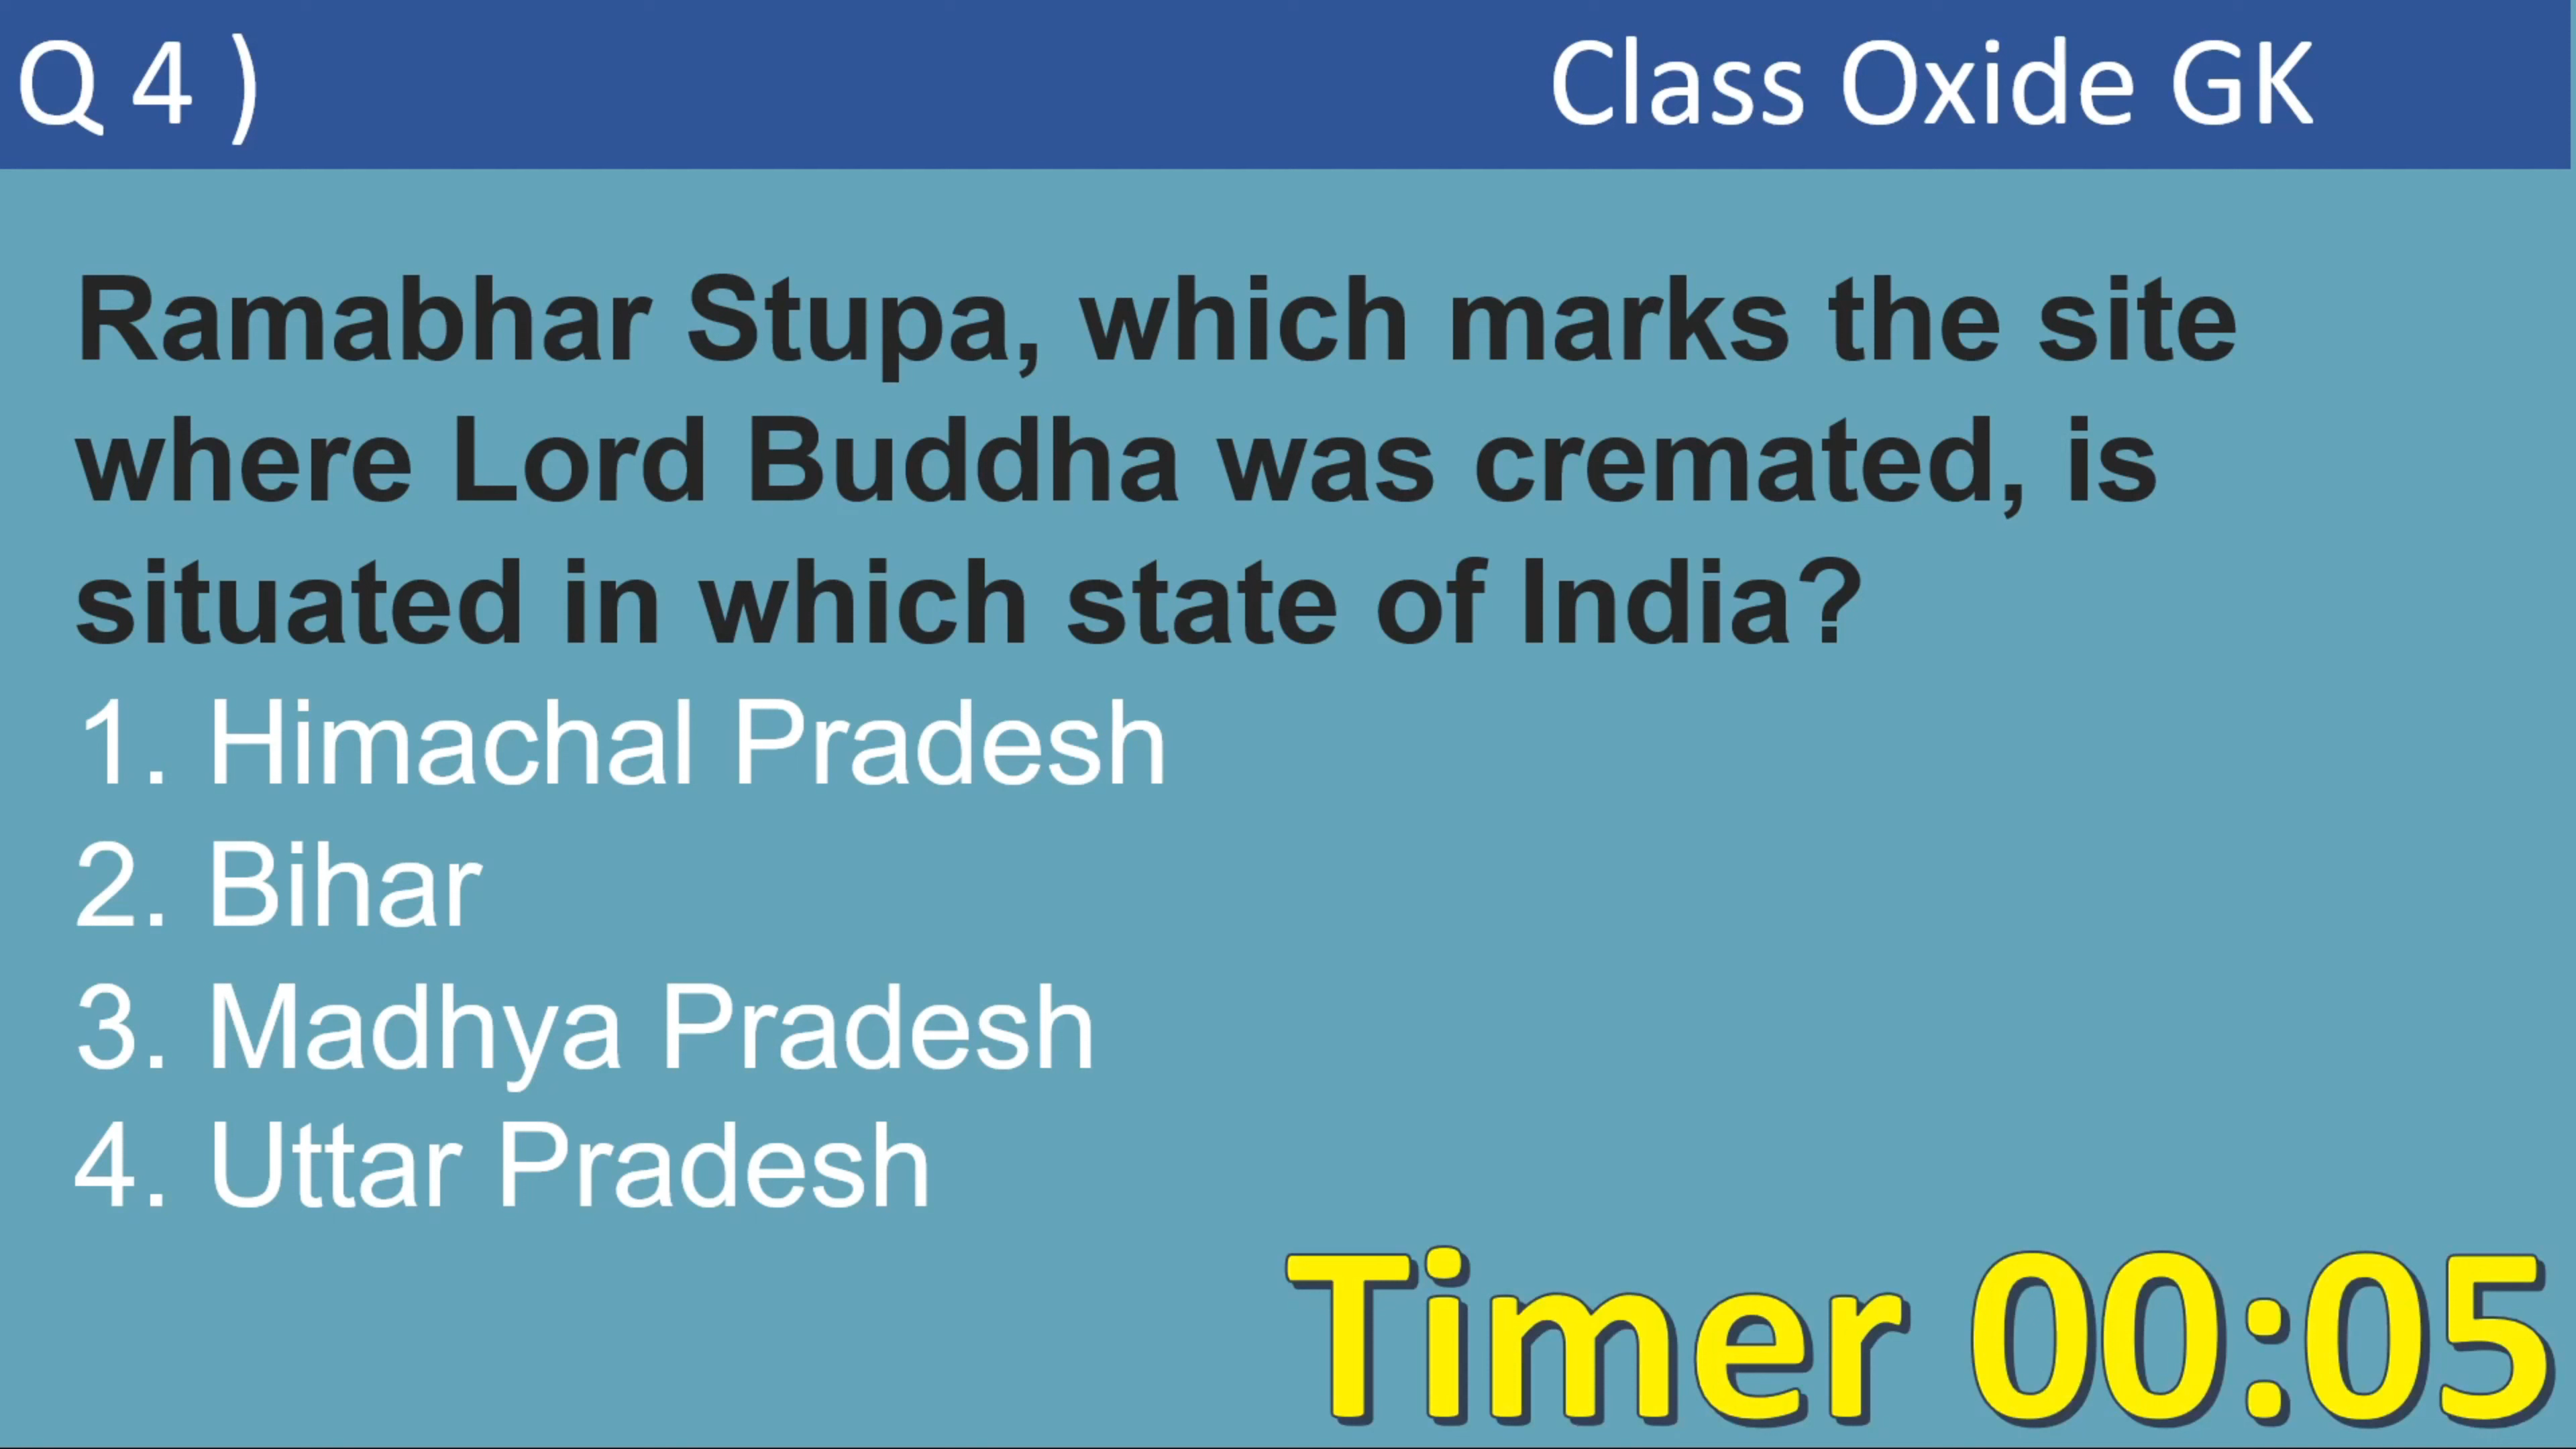 Q 4 ) Class Oxide GK
Ramabhar Stupa, which marks the site
where Lord Buddha was cremated, is
situated in which state of India?
1. Himachal Pradesh
2. Bihar
3. Madhya Pradesh
4. Uttar Pradesh
Timer 00:05